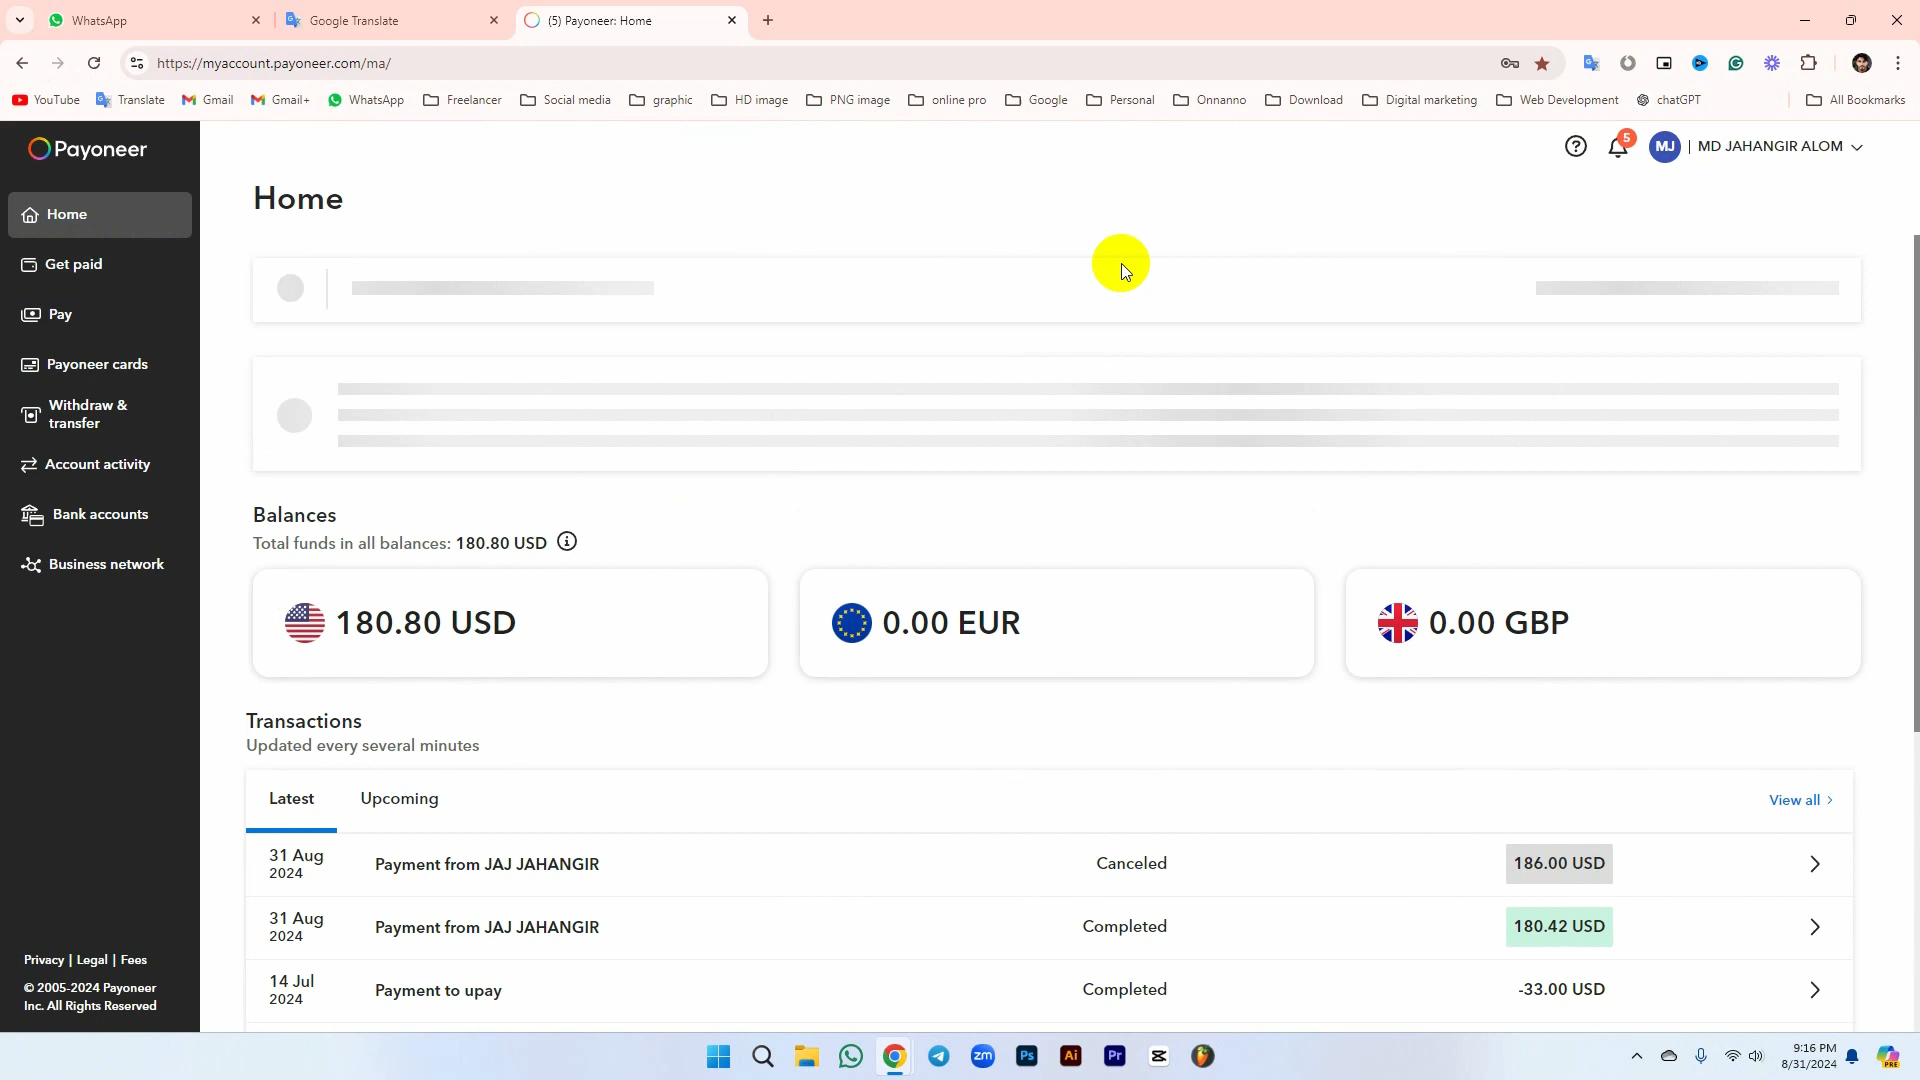 WhatsApp
Google Translate
(5) Payoneer: Home
https://myaccount.payoneer.com/ma/
YouTube Translate Gmail Gmail+ WhatsApp Freelancer Social media graphic HD image PNG image online pro Google Personal Onnanno Download Digital marketing Web Development chatGPT All Bookmarks
Payoneer
5
MJ | MD JAHANGIR ALOM
Home
Get paid
Pay
Payoneer cards
Withdraw &
transfer
Account activity
Bank accounts
Business network
Privacy | Legal | Fees
© 2005-2024 Payoneer
Inc. All Rights Reserved
Home
Balances
Total funds in all balances: 180.80 USD
180.80 USD
0.00 EUR
0.00 GBP
Transactions
Updated every several minutes
Latest Upcoming View all
31 Aug
2024
Payment from JAJ JAHANGIR Canceled 186.00 USD
31 Aug
2024
Payment from JAJ JAHANGIR Completed 180.42 USD
14 Jul
2024
Payment to upay Completed -33.00 USD
zm
Ps
Ai
Pr
9:16 PM
8/31/2024
PRE